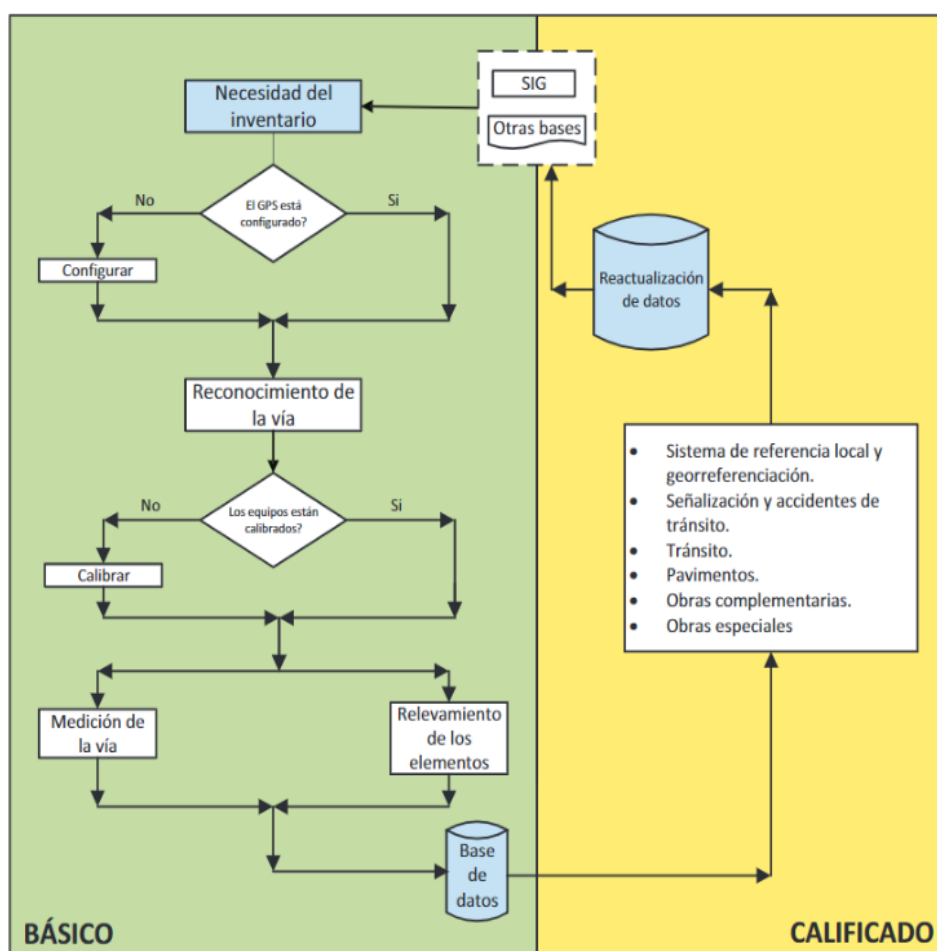 Necesidad del
inventario
SIG
Otras bases
El GPS está
configurado?
No
Si
Configurar
Reconocimiento de
la vía
Los equipos están
calibrados?
No
Si
Calibrar
Medición de
la vía
Relevamiento
de los
elementos
Base
de
datos
BÁSICO
Reactualización
de datos
• Sistema de referencia local y
georreferenciación.
• Señalización y accidentes de
tránsito.
• Tránsito.
• Pavimentos.
• Obras complementarias.
• Obras especiales
CALIFICADO